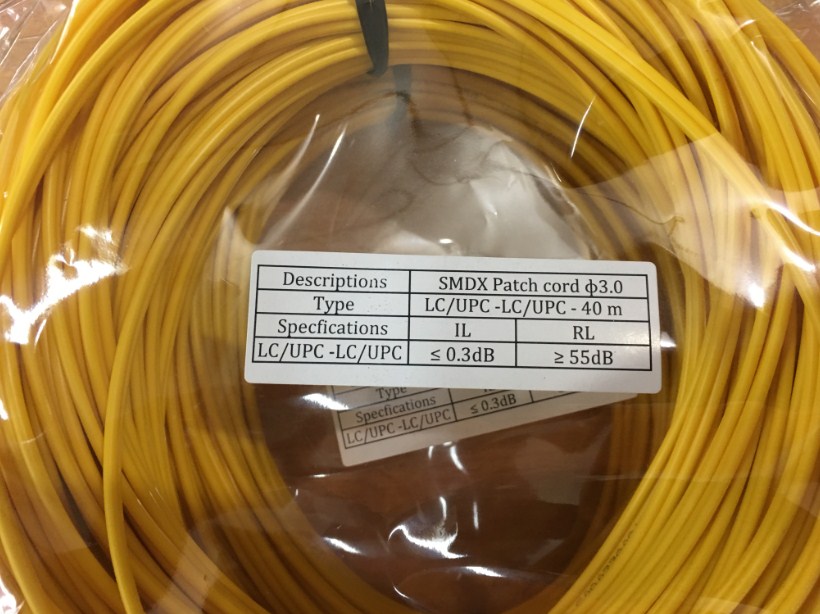 Descriptions SMDX Patch cord ϕ3.0
Type LC/UPC -LC/UPC - 40 m
Specfications IL RL
LC/UPC -LC/UPC ≤ 0.3dB ≥ 55dB
Type
Specfications ≤ 0.3dB
LC/UPC -LC/UPC